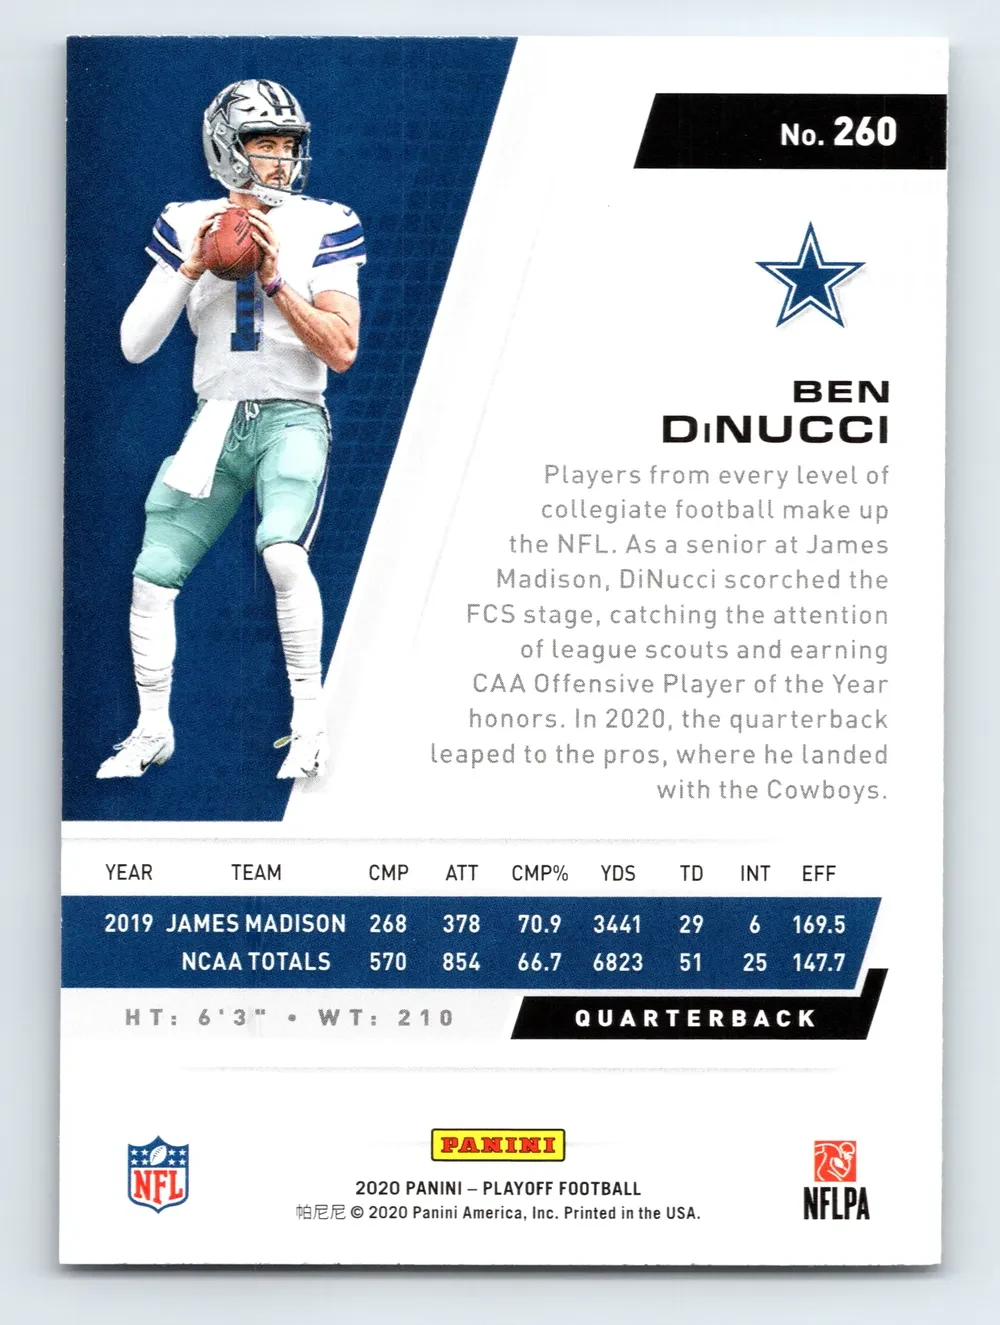 No. 260
1
BEN
DiNUCCI
Players from every level of
collegiate football make up
the NFL. As a senior at James
Madison, DiNucci scorched the
FCS stage, catching the attention
of league scouts and earning
CAA Offensive Player of the Year
honors. In 2020, the quarterback
leaped to the pros, where he landed
with the Cowboys.
YEAR TEAM CMP ATT CMP% YDS TD INT EFF
2019 JAMES MADISON 268 378 70.9 3441 29 6 169.5
NCAA TOTALS 570 854 66.7 6823 51 25 147.7
HT: 6'3" • WT: 210
QUARTERBACK
NFL
PANINI
NFLPA
2020 PANINI – PLAYOFF FOOTBALL
帕尼尼 © 2020 Panini America, Inc. Printed in the USA.